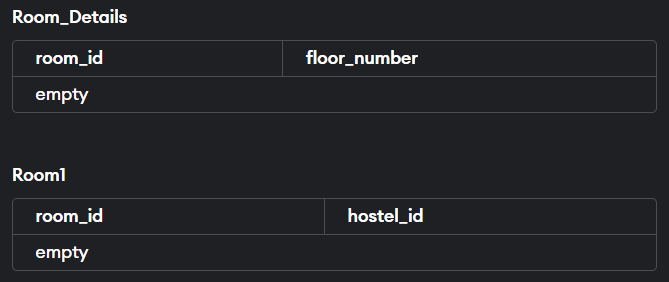 Room_Details
room_id floor_number
empty
Room1
room_id hostel_id
empty